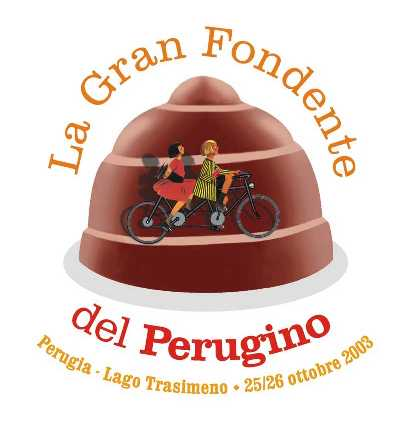 La Gran Fondente
del Perugino
Perugia - Lago Trasimeno • 25/26 ottobre 2003